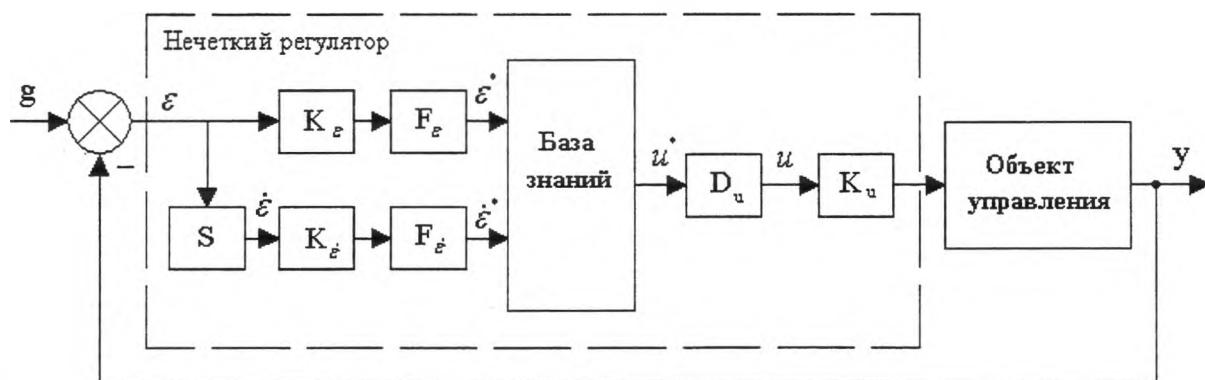 Нечеткий регулятор
g
ε
K ε
F ε
ε*
−
S
ε̇
K ε̇
F ε̇
ε̇*
База
знаний
u*
D u
u
K u
Объект
управления
y